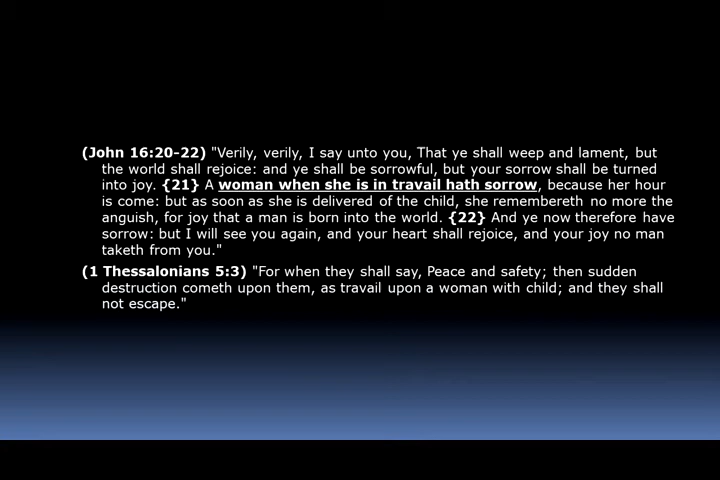 (John 16:20-22) "Verily, verily, I say unto you, That ye shall weep and lament, but
the world shall rejoice: and ye shall be sorrowful, but your sorrow shall be turned
into joy. {21} A woman when she is in travail hath sorrow, because her hour
is come: but as soon as she is delivered of the child, she remembereth no more the
anguish, for joy that a man is born into the world. {22} And ye now therefore have
sorrow: but I will see you again, and your heart shall rejoice, and your joy no man
taketh from you."
(1 Thessalonians 5:3) "For when they shall say, Peace and safety; then sudden
destruction cometh upon them, as travail upon a woman with child; and they shall
not escape."